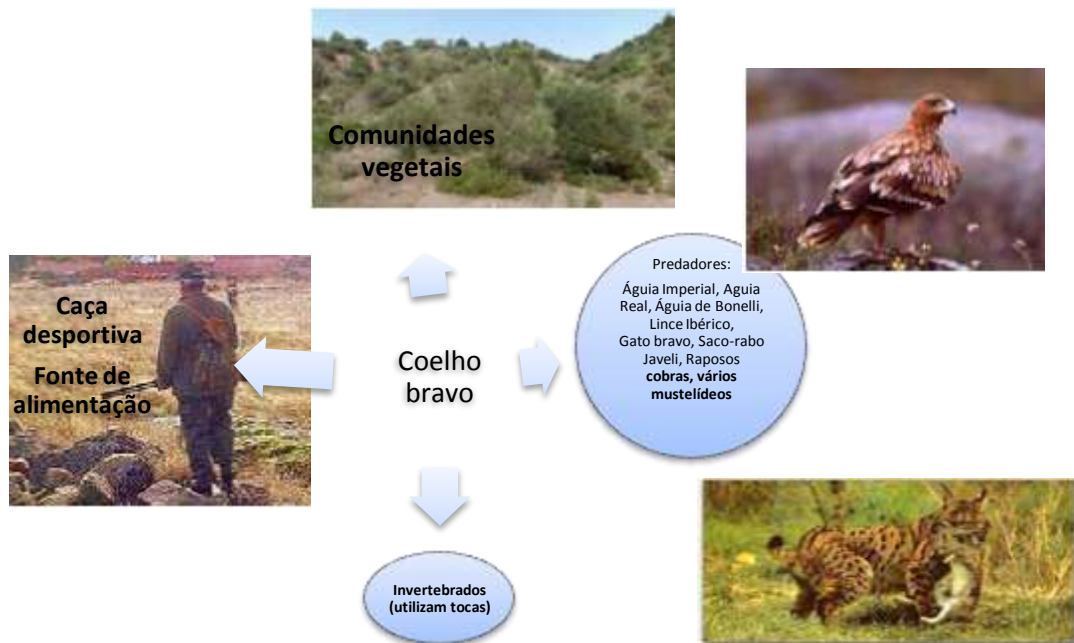 Comunidades
vegetais
Predadores:
Águia Imperial, Aguia
Real, Águia de Bonelli,
Lince Ibérico,
Gato bravo, Saco-rabo
Javeli, Raposos
cobras, vários
mustelídeos
Caça
desportiva
Fonte de
alimentação
Coelho
bravo
Invertebrados
(utilizam tocas)